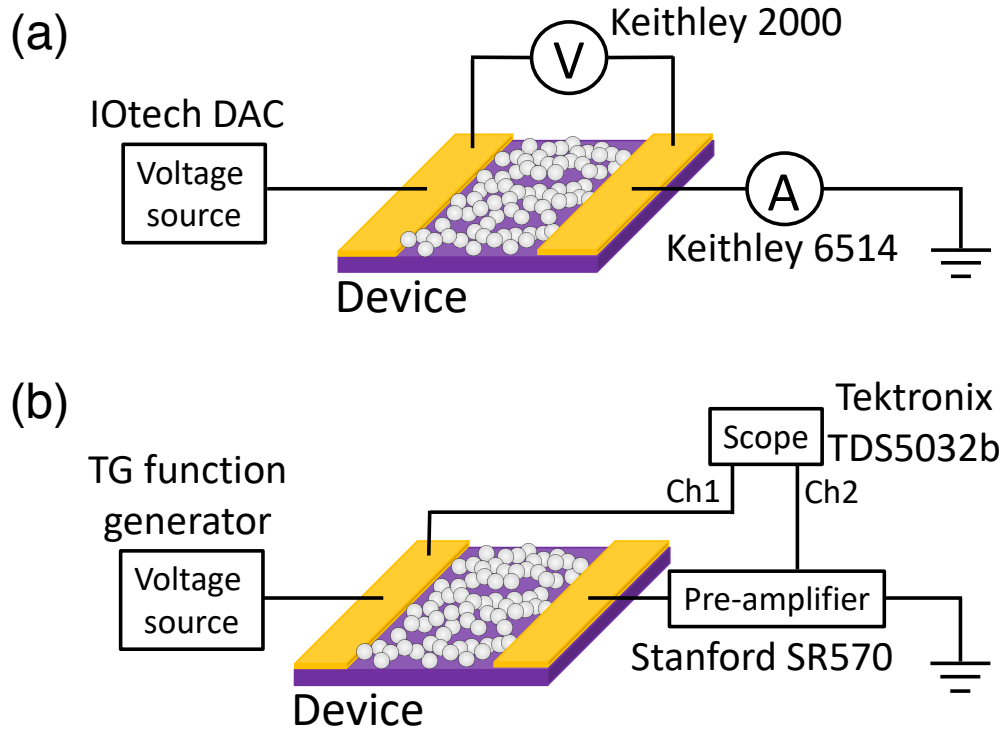 (a)
Keithley 2000
V
IOtech DAC
Voltage
source
A
Keithley 6514
Device
(b)
Tektronix
TDS5032b
Scope
Ch1
Ch2
TG function
generator
Voltage
source
Pre-amplifier
Stanford SR570
Device